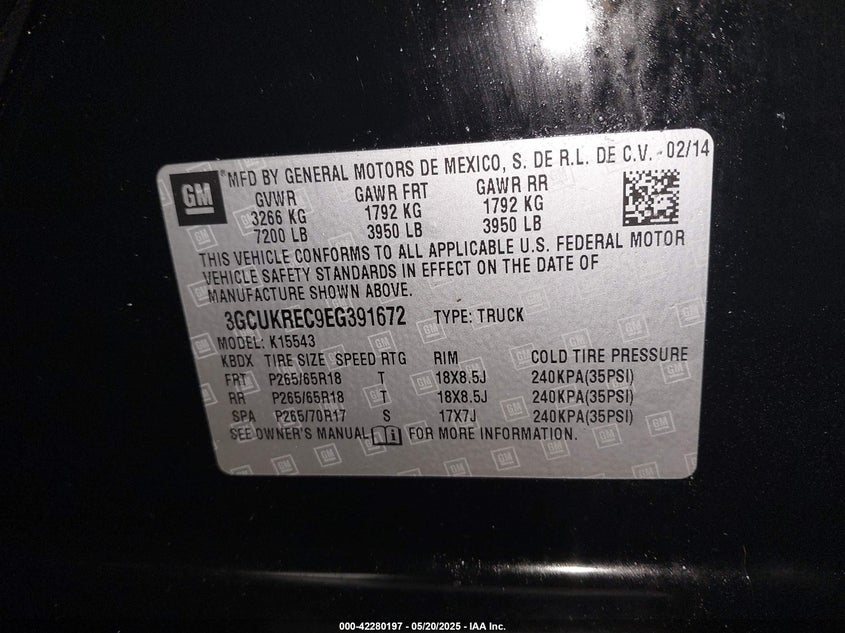 GM
MFD BY GENERAL MOTORS DE MEXICO, S. DE R.L. DE C.V. 02/14
GVWR GAWR FRT GAWR RR
3266 KG 1792 KG 1792 KG
7200 LB 3950 LB 3950 LB
THIS VEHICLE CONFORMS TO ALL APPLICABLE U.S. FEDERAL MOTOR
VEHICLE SAFETY STANDARDS IN EFFECT ON THE DATE OF
MANUFACTURE SHOWN ABOVE.
3GCUKREC9EG391672 TYPE: TRUCK
MODEL: K15543
KBDX TIRE SIZE SPEED RTG RIM COLD TIRE PRESSURE
FRT P265/65R18 T 18X8.5J 240KPA(35PSI)
RR P265/65R18 T 18X8.5J 240KPA(35PSI)
SPA P265/70R17 S 17X7J 240KPA(35PSI)
SEE OWNER'S MANUAL FOR MORE INFORMATION.
000-42280197 - 05/20/2025 - IAA Inc.